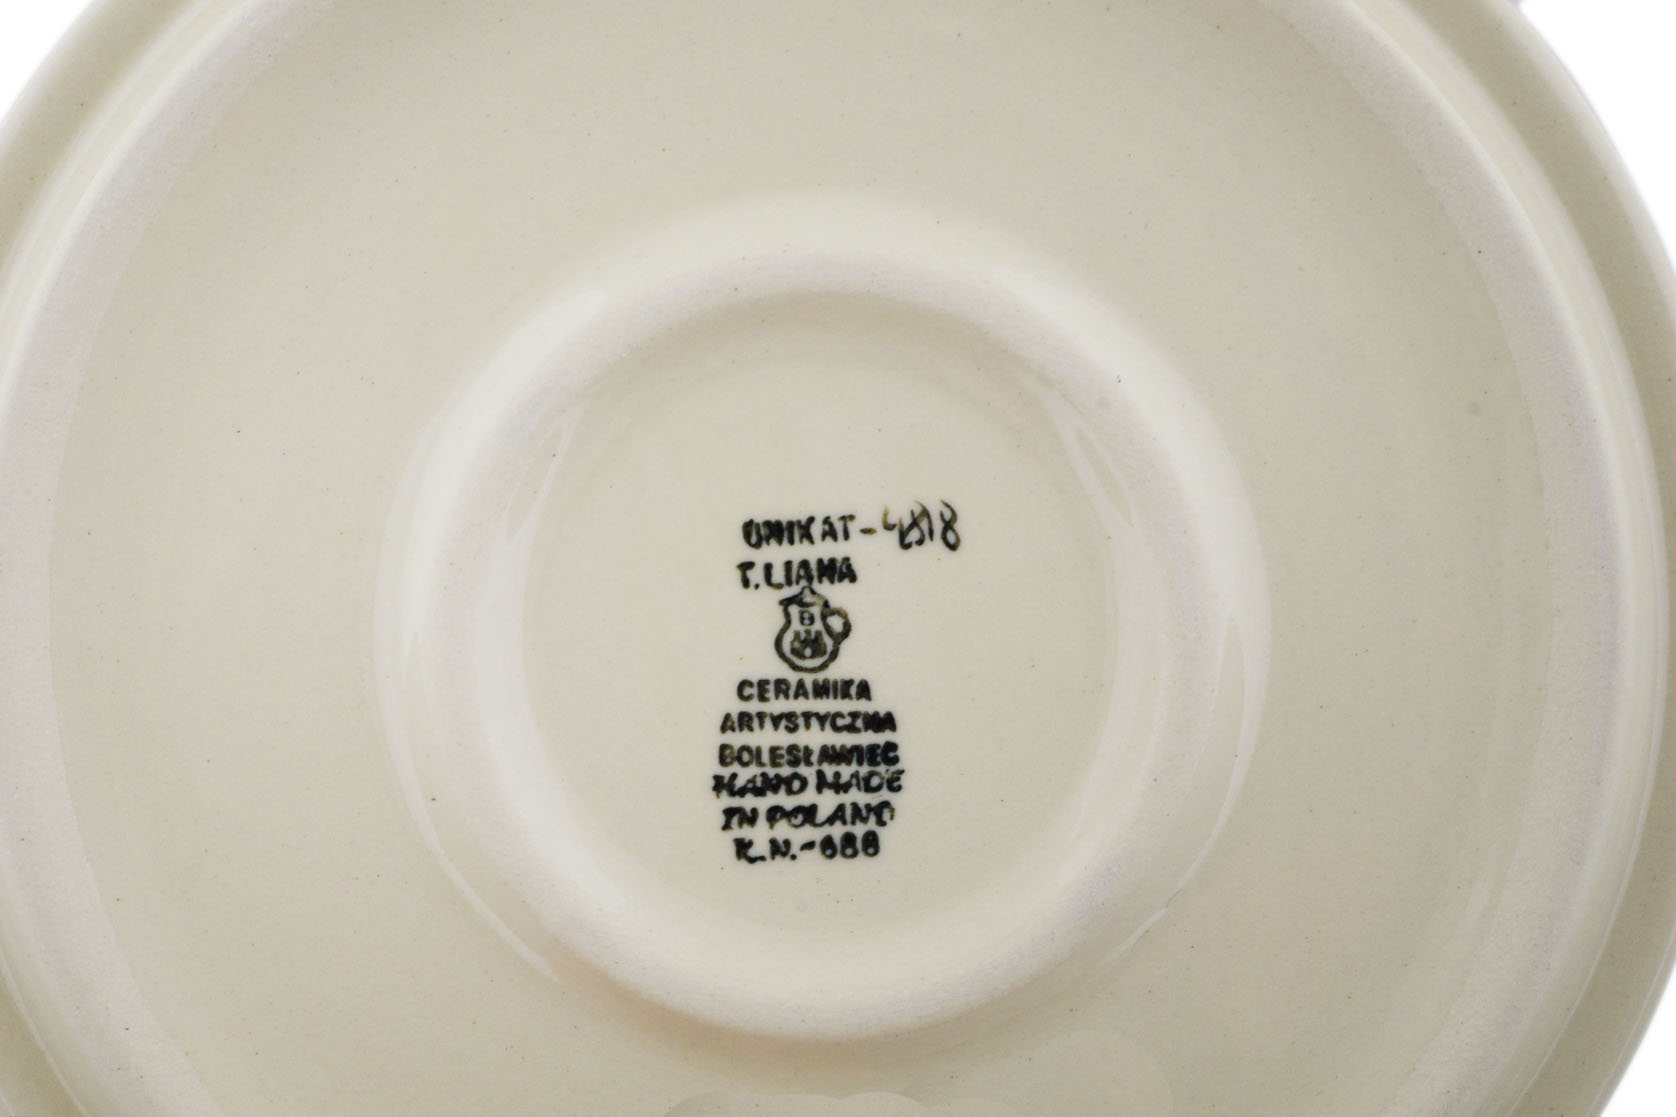 UNIKAT-4818
T.LIANA
B
CERAMIKA
ARTYSTYCZNA
BOLESŁAWIEC
HAND MADE
IN POLAND
K.N.-688